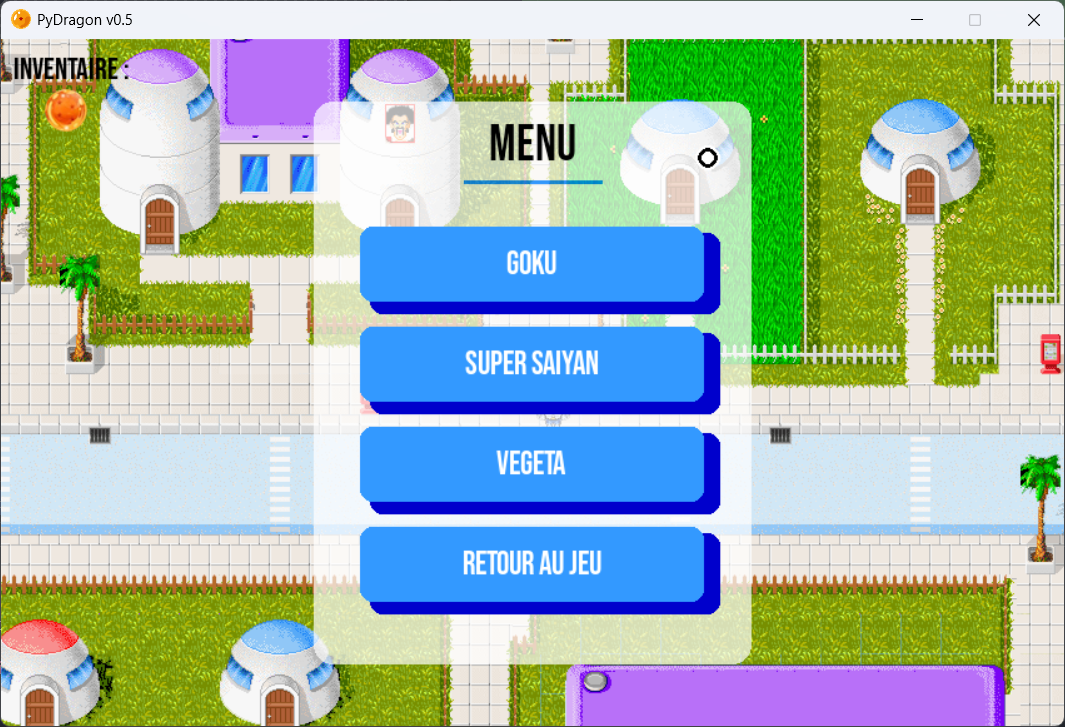 PyDragon v0.5
INVENTAIRE :
MENU
GOKU
SUPER SAIYAN
VEGETA
RETOUR AU JEU